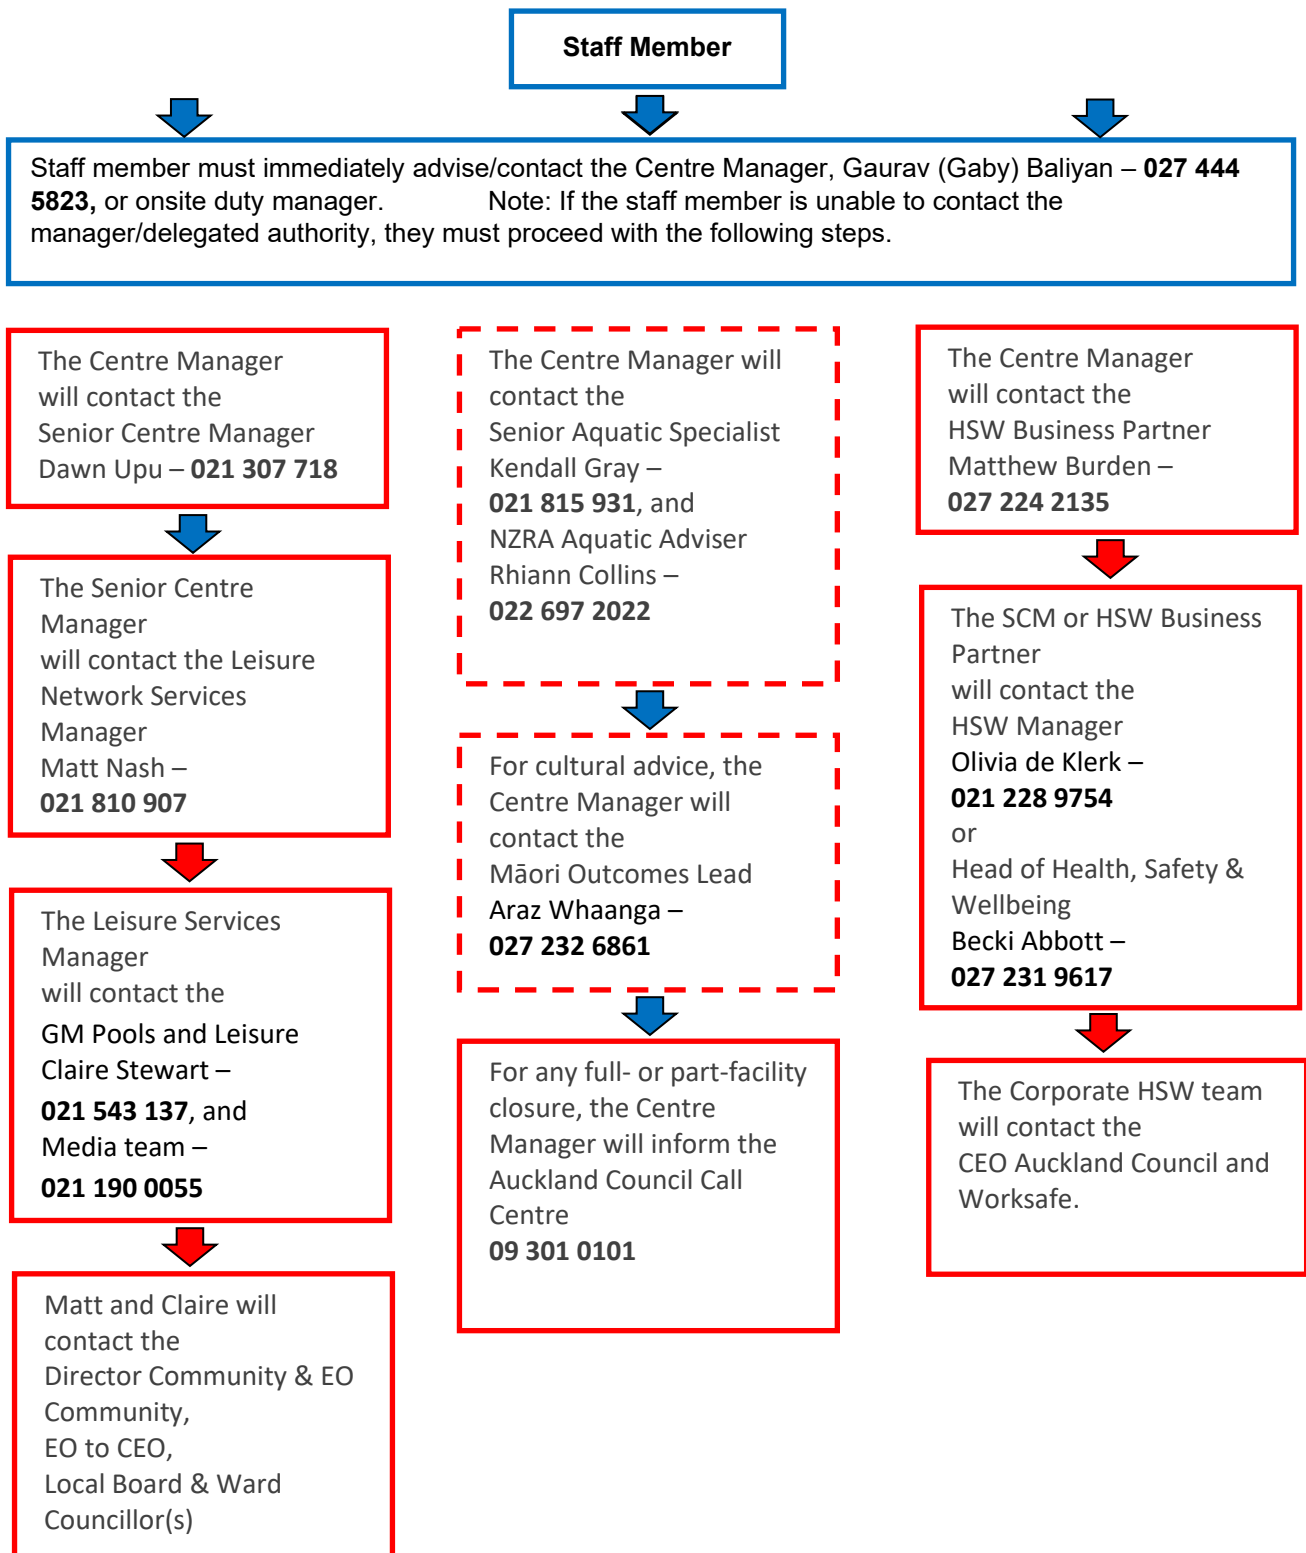 Staff Member
Staff member must immediately advise/contact the Centre Manager, Gaurav (Gaby) Baliyan – 027 444
5823, or onsite duty manager. Note: If the staff member is unable to contact the
manager/delegated authority, they must proceed with the following steps.
The Centre Manager
will contact the
Senior Centre Manager
Dawn Upu – 021 307 718
The Senior Centre
Manager
will contact the Leisure
Network Services
Manager
Matt Nash –
021 810 907
The Leisure Services
Manager
will contact the
GM Pools and Leisure
Claire Stewart –
021 543 137, and
Media team –
021 190 0055
Matt and Claire will
contact the
Director Community & EO
Community,
EO to CEO,
Local Board & Ward
Councillor(s)
The Centre Manager will
contact the
Senior Aquatic Specialist
Kendall Gray –
021 815 931, and
NZRA Aquatic Adviser
Rhiann Collins –
022 697 2022
For cultural advice, the
Centre Manager will
contact the
Māori Outcomes Lead
Araz Whaanga –
027 232 6861
For any full- or part-facility
closure, the Centre
Manager will inform the
Auckland Council Call
Centre
09 301 0101
The Centre Manager
will contact the
HSW Business Partner
Matthew Burden –
027 224 2135
The SCM or HSW Business
Partner
will contact the
HSW Manager
Olivia de Klerk –
021 228 9754
or
Head of Health, Safety &
Wellbeing
Becki Abbott –
027 231 9617
The Corporate HSW team
will contact the
CEO Auckland Council and
Worksafe.